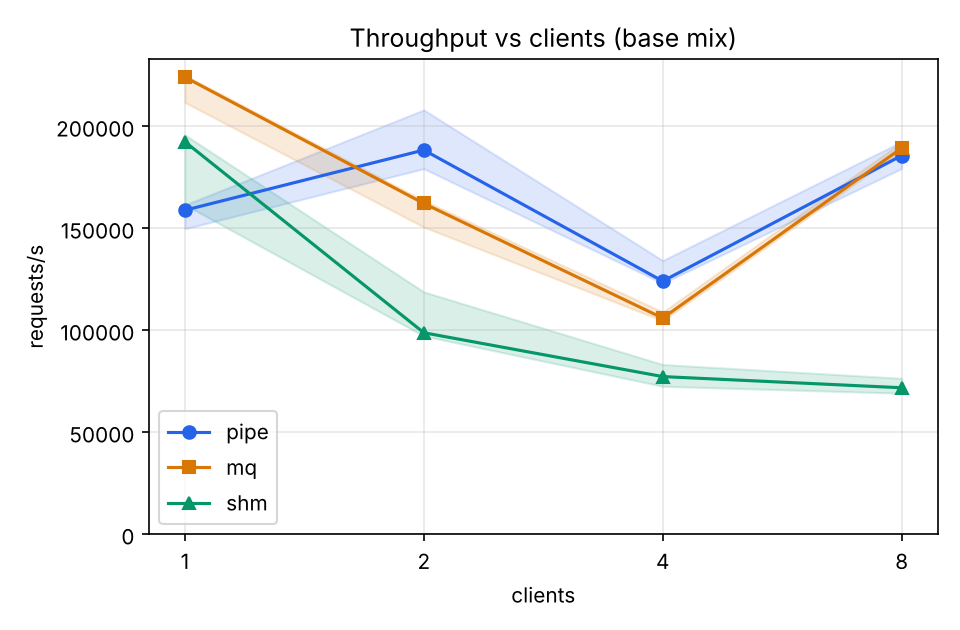 Throughput vs clients (base mix)
requests/s
200000
150000
100000
50000
0
pipe
mq
shm
1 2 4 8
clients